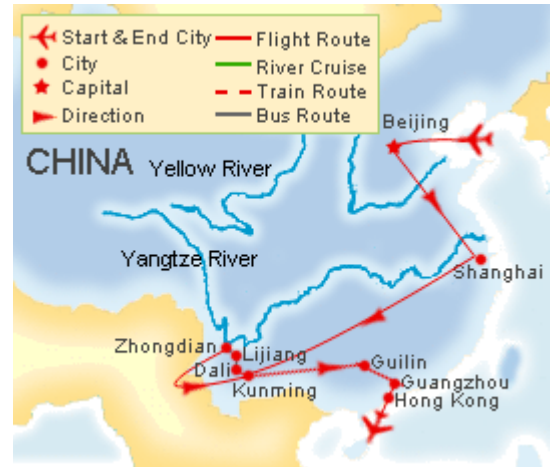 Start & End City
City
Capital
Direction
Flight Route
River Cruise
Train Route
Bus Route
Beijing
CHINA
Yellow River
Yangtze River
Shanghai
Zhongdian
Lijiang
Dali
Kunming
Guilin
Guangzhou
Hong Kong